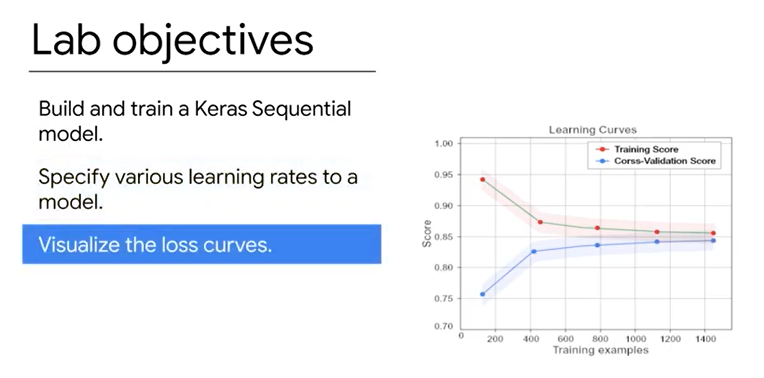 Lab objectives
Build and train a Keras Sequential
model.
Specify various learning rates to a
model.
Visualize the loss curves.
Learning Curves
Training Score
Corss-Validation Score
Score
1.00
0.95
0.90
0.85
0.80
0.75
0.70
0 200 400 600 800 1000 1200 1400
Training examples